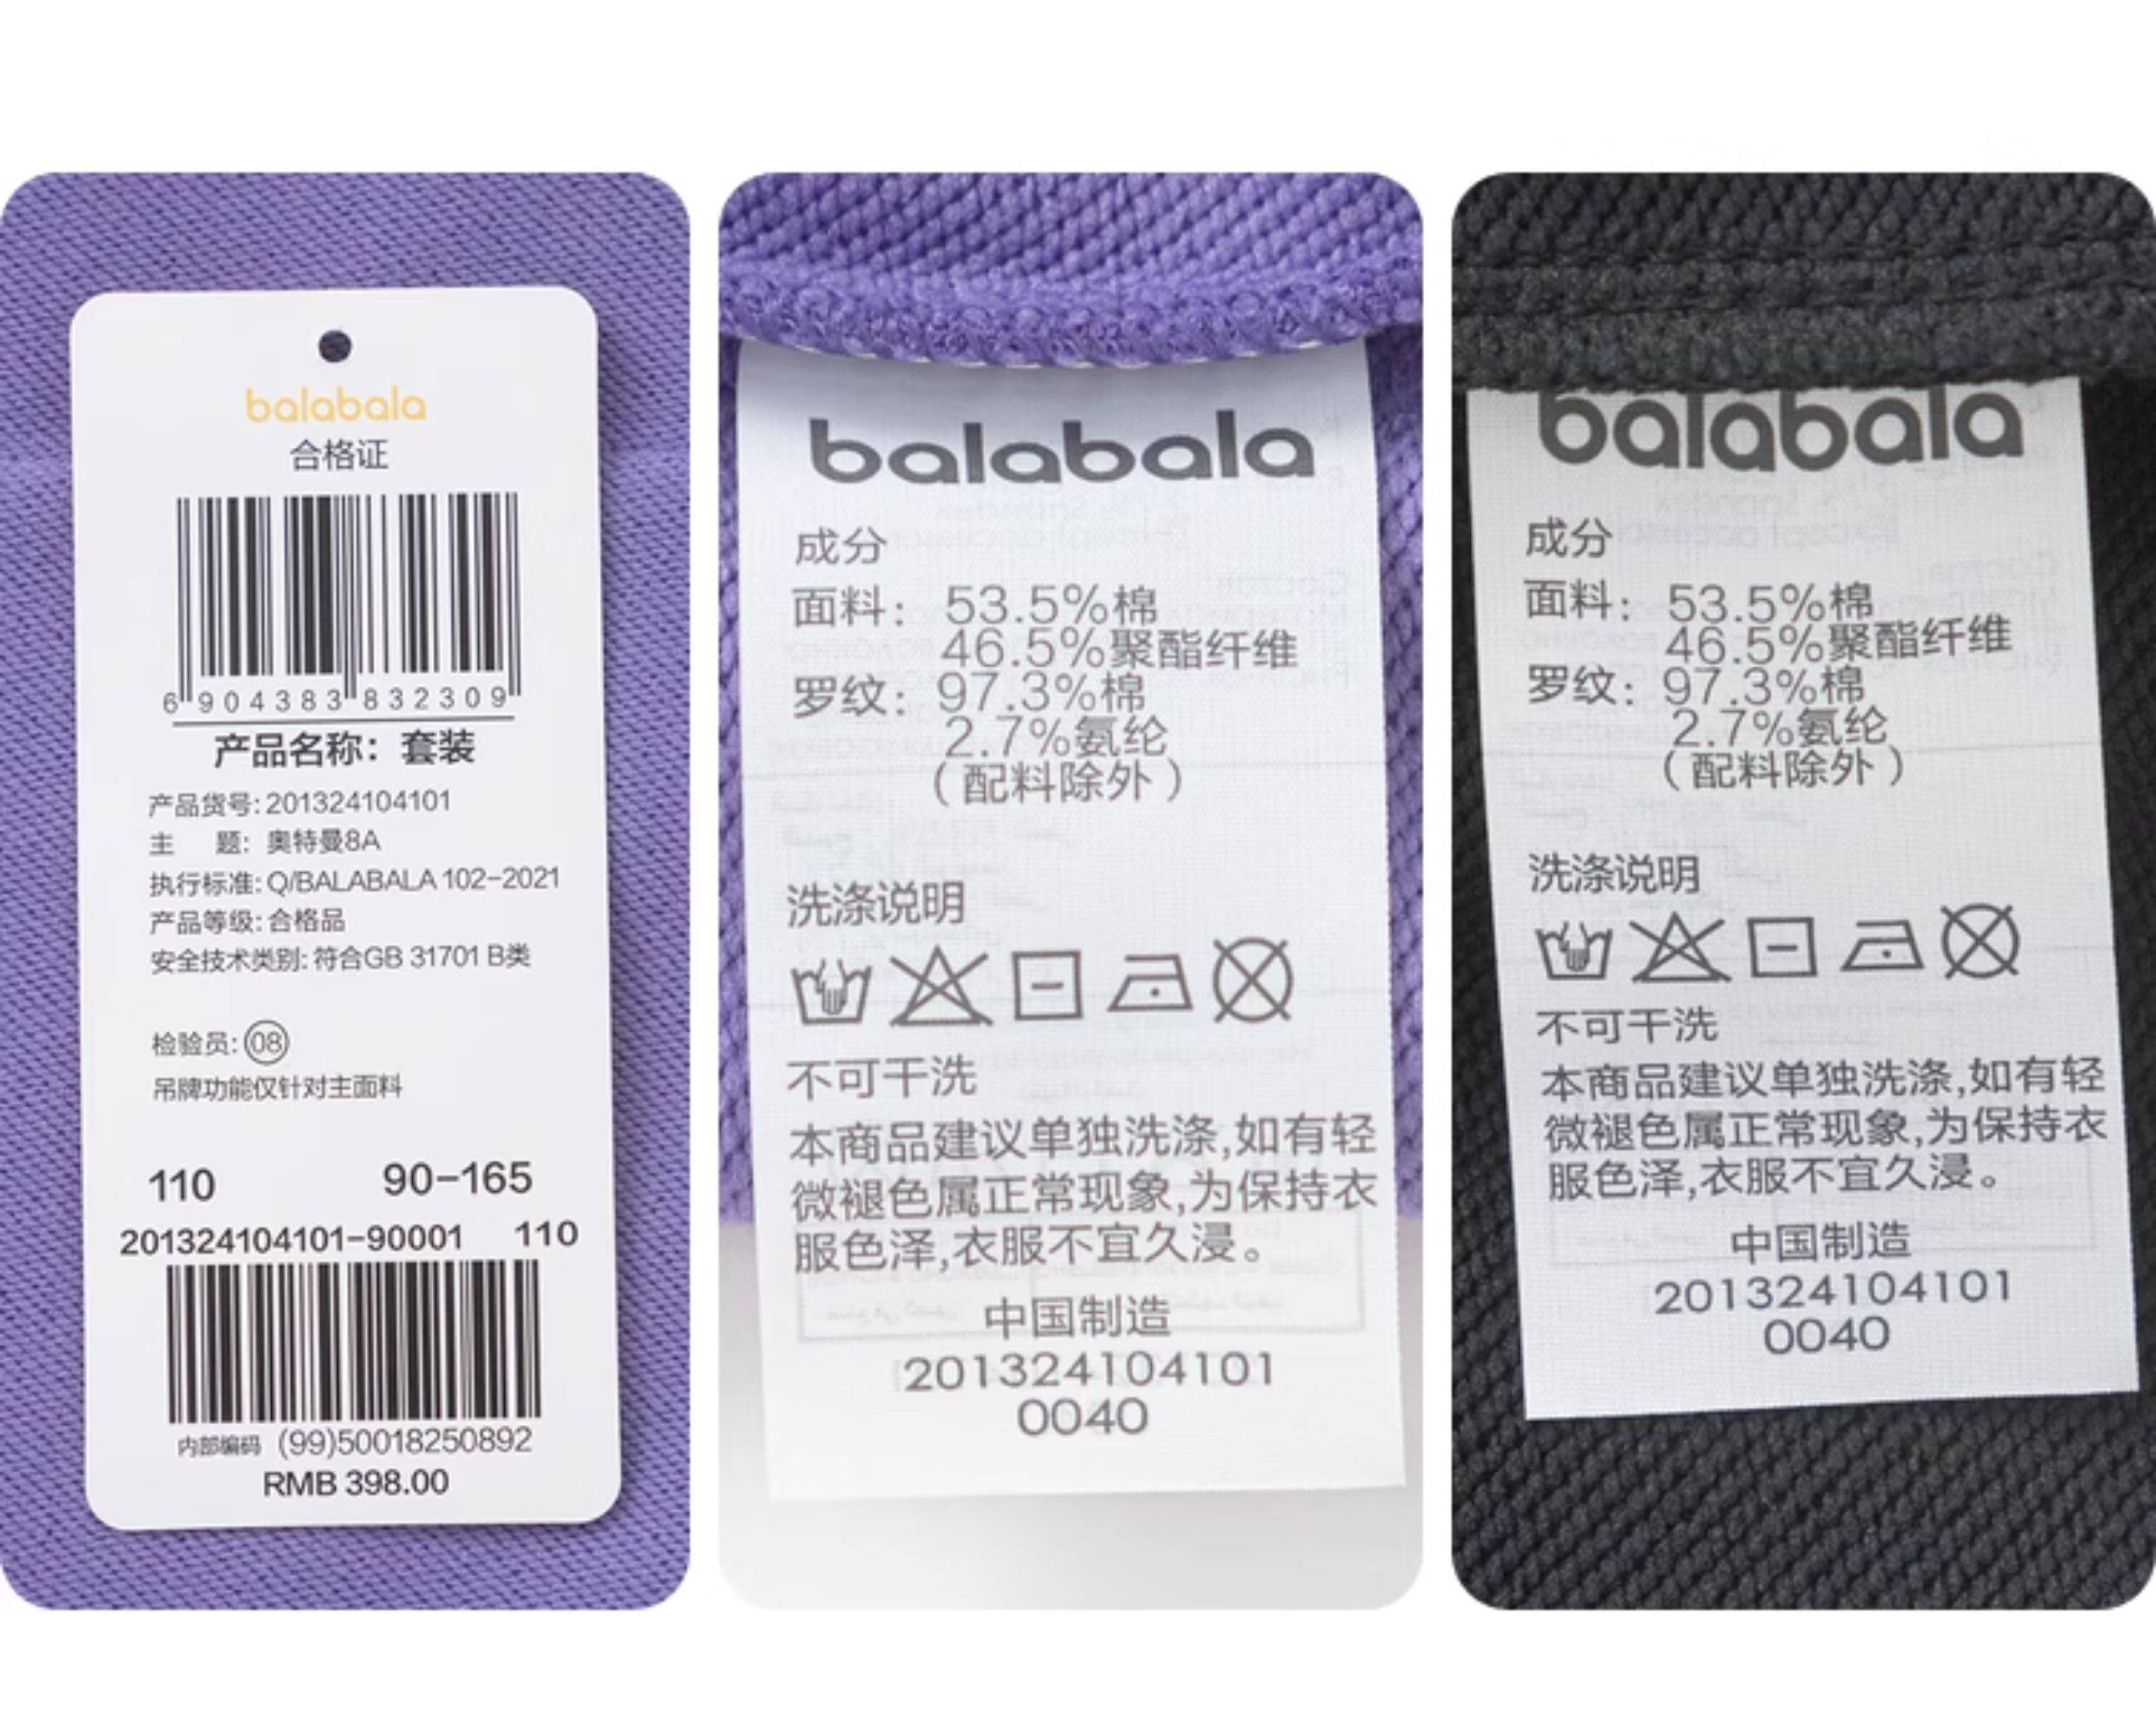 balabala
合格证
6 904383 832309
产品名称：套装
产品货号:201324104101
主 题: 奥特曼8A
执行标准:Q/BALABALA 102-2021
产品等级:合格品
安全技术类别:符合GB 31701 B类
检验员:08
吊牌功能仅针对主面料
110 90-165
201324104101-90001 110
内部编码 (99)50018250892
RMB 398.00
balabala
成分
面料：53.5%棉
46.5%聚酯纤维
罗纹：97.3%棉
2.7%氨纶
（配料除外）
洗涤说明
不可干洗
本商品建议单独洗涤,如有轻
微褪色属正常现象,为保持衣
服色泽,衣服不宜久浸。
中国制造
201324104101
0040
balabala
成分
面料：53.5%棉
46.5%聚酯纤维
罗纹：97.3%棉
2.7%氨纶
（配料除外）
洗涤说明
不可干洗
本商品建议单独洗涤,如有轻
微褪色属正常现象,为保持衣
服色泽,衣服不宜久浸。
中国制造
201324104101
0040